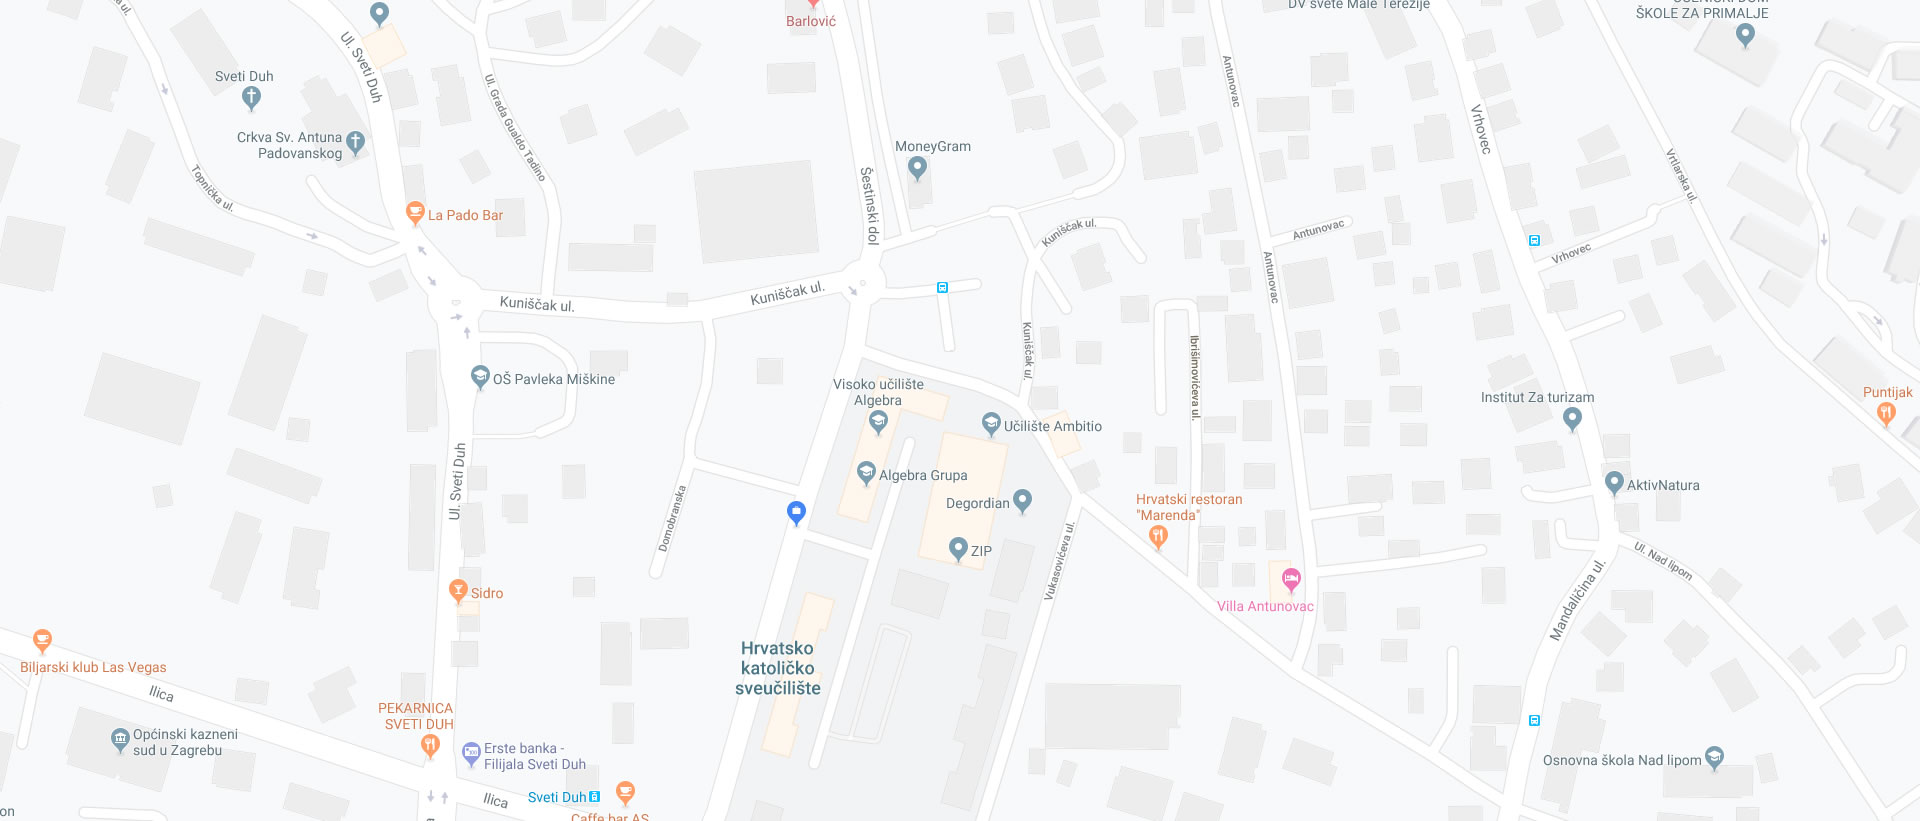 DV svete Male Terezije
ŠKOLE ZA PRIMALJE
Barlović
Ul. Sveti Duh
Sveti Duh
Ul. Grada Gualdo Tadino
Antunovac
Vrhovec
Crkva Sv. Antuna
Padovanskog
MoneyGram
Vrtlarska ul.
Topnička ul.
Šestinski dol
La Pado Bar
Kuniščak ul.
Antunovac
Vrhovec
Antunovac
Kuniščak ul.
Kuniščak ul.
Kuniščak ul.
Ibrišimovićeva ul.
OŠ Pavleka Miškine
Visoko učilište
Algebra
Puntijak
Institut Za turizam
Učilište Ambitio
Ul. Sveti Duh
Algebra Grupa
AktivNatura
Domobranska
Degordian
Hrvatski restoran
"Marenda"
ZIP
Vukasovićeva ul.
Ul. Nad lipom
Mandaličina ul.
Sidro
Villa Antunovac
Hrvatsko
katoličko
sveučilište
Biljarski klub Las Vegas
Ilica
PEKARNICA
SVETI DUH
Općinski kazneni
sud u Zagrebu
Erste banka -
Filijala Sveti Duh
Osnovna škola Nad lipom
Sveti Duh
Ilica
Caffe bar AS
on